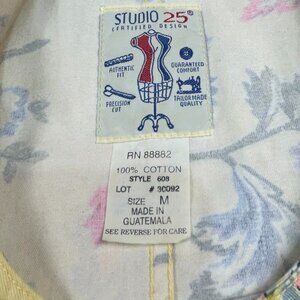 STUDIO 25
CERTIFIED DESIGN
AUTHENTIC
FIT
GUARANTEED
COMFORT
PRECISION
CUT
TAILOR MADE
QUALITY
RN 88882
100% COTTON
STYLE 608
LOT # 30092
SIZE M
MADE IN
GUATEMALA
SEE REVERSE FOR CARE